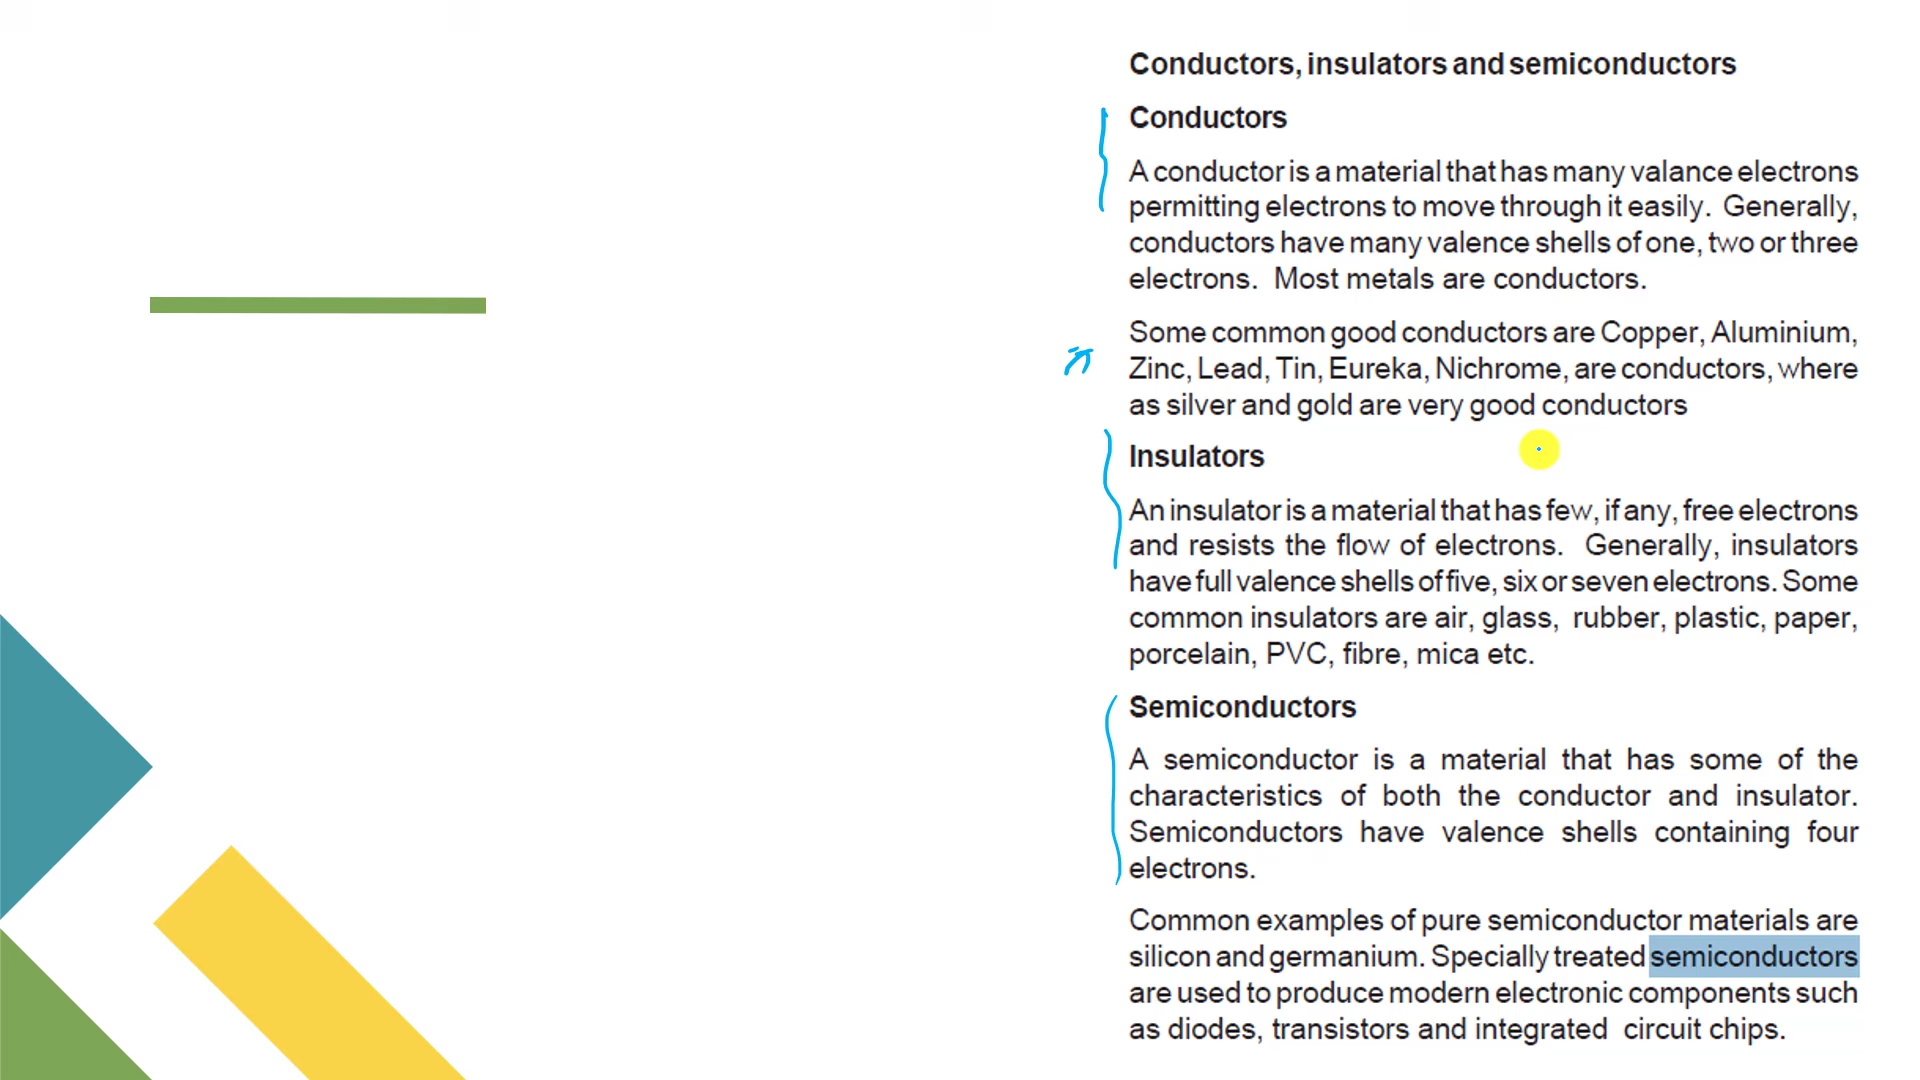 Conductors, insulators and semiconductors
Conductors
A conductor is a material that has many valance electrons
permitting electrons to move through it easily. Generally,
conductors have many valence shells of one, two or three
electrons. Most metals are conductors.
Some common good conductors are Copper, Aluminium,
Zinc, Lead, Tin, Eureka, Nichrome, are conductors, where
as silver and gold are very good conductors
Insulators
An insulator is a material that has few, if any, free electrons
and resists the flow of electrons. Generally, insulators
have full valence shells of five, six or seven electrons. Some
common insulators are air, glass, rubber, plastic, paper,
porcelain, PVC, fibre, mica etc.
Semiconductors
A semiconductor is a material that has some of the
characteristics of both the conductor and insulator.
Semiconductors have valence shells containing four
electrons.
Common examples of pure semiconductor materials are
silicon and germanium. Specially treated semiconductors
are used to produce modern electronic components such
as diodes, transistors and integrated circuit chips.